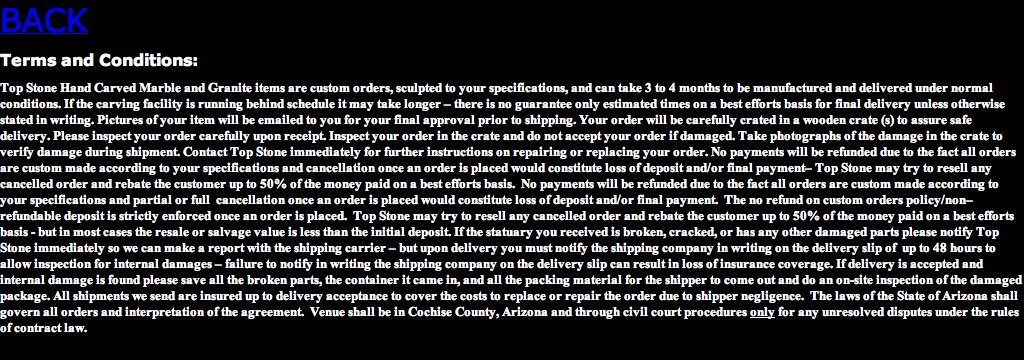 BACK
Terms and Conditions:
Top Stone Hand Carved Marble and Granite items are custom orders, sculpted to your specifications, and can take 3 to 4 months to be manufactured and delivered under normal
conditions. If the carving facility is running behind schedule it may take longer – there is no guarantee only estimated times on a best efforts basis for final delivery unless otherwise
stated in writing. Pictures of your item will be emailed to you for your final approval prior to shipping. Your order will be carefully crated in a wooden crate (s) to assure safe
delivery. Please inspect your order carefully upon receipt. Inspect your order in the crate and do not accept your order if damaged. Take photographs of the damage in the crate to
verify damage during shipment. Contact Top Stone immediately for further instructions on repairing or replacing your order. No payments will be refunded due to the fact all orders
are custom made according to your specifications and cancellation once an order is placed would constitute loss of deposit and/or final payment– Top Stone may try to resell any
cancelled order and rebate the customer up to 50% of the money paid on a best efforts basis.  No payments will be refunded due to the fact all orders are custom made according to
your specifications and partial or full  cancellation once an order is placed would constitute loss of deposit and/or final payment.  The no refund on custom orders policy/non–
refundable deposit is strictly enforced once an order is placed.  Top Stone may try to resell any cancelled order and rebate the customer up to 50% of the money paid on a best efforts
basis - but in most cases the resale or salvage value is less than the initial deposit. If the statuary you received is broken, cracked, or has any other damaged parts please notify Top
Stone immediately so we can make a report with the shipping carrier – but upon delivery you must notify the shipping company in writing on the delivery slip of  up to 48 hours to
allow inspection for internal damages – failure to notify in writing the shipping company on the delivery slip can result in loss of insurance coverage. If delivery is accepted and
internal damage is found please save all the broken parts, the container it came in, and all the packing material for the shipper to come out and do an on-site inspection of the damaged
package. All shipments we send are insured up to delivery acceptance to cover the costs to replace or repair the order due to shipper negligence.  The laws of the State of Arizona shall
govern all orders and interpretation of the agreement.  Venue shall be in Cochise County, Arizona and through civil court procedures only for any unresolved disputes under the rules
of contract law.